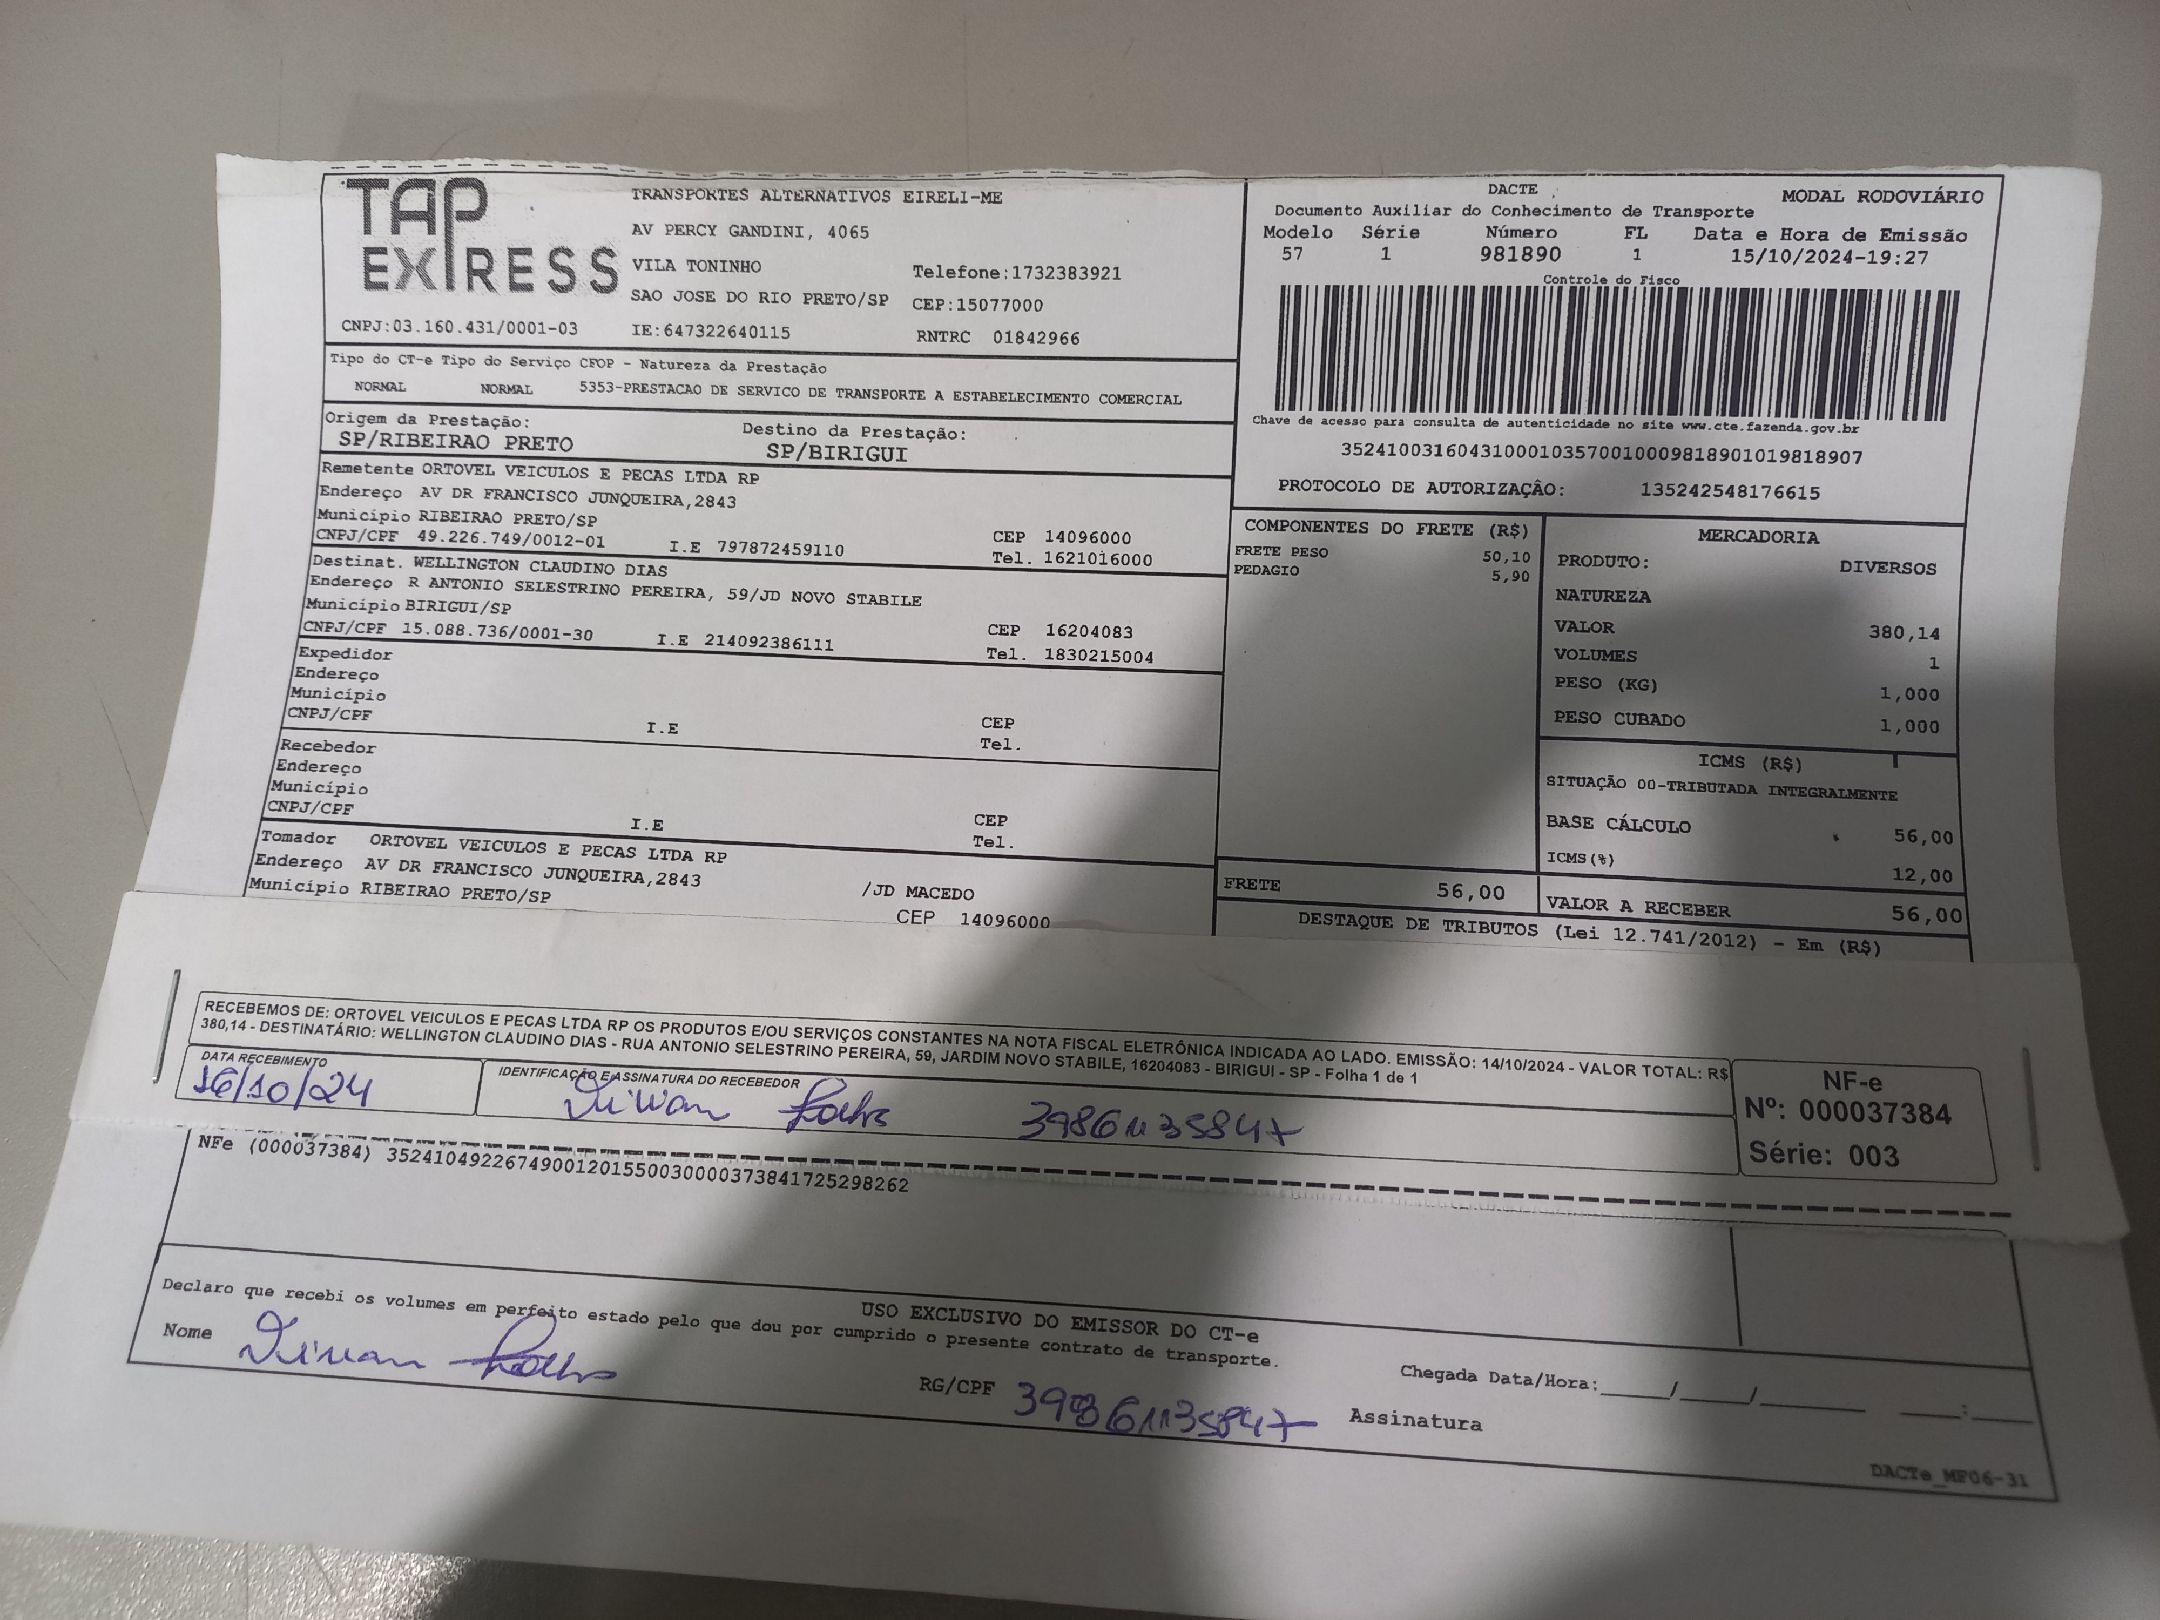 TAP EXPRESS
TRANSPORTES ALTERNATIVOS EIRELI-ME
AV PERCY GANDINI, 4065
VILA TONINHO Telefone:1732383921
SAO JOSE DO RIO PRETO/SP CEP:15077000
CNPJ:03.160.431/0001-03 IE:647322640115 RNTRC 01842966
DACTE MODAL RODOVIÁRIO
Documento Auxiliar do Conhecimento de Transporte
Modelo Série Número FL Data e Hora de Emissão
57 1 981890 1 15/10/2024-19:27
Controle do Fisco
Chave de acesso para consulta de autenticidade no site www.cte.fazenda.gov.br
35241003160431000103570010009818901019818907
PROTOCOLO DE AUTORIZAÇÃO: 135242548176615
Tipo do CT-e Tipo do Serviço CFOP - Natureza da Prestação
NORMAL NORMAL 5353-PRESTACAO DE SERVICO DE TRANSPORTE A ESTABELECIMENTO COMERCIAL
Origem da Prestação: Destino da Prestação:
SP/RIBEIRAO PRETO SP/BIRIGUI
Remetente ORTOVEL VEICULOS E PECAS LTDA RP
Endereço AV DR FRANCISCO JUNQUEIRA,2843
Município RIBEIRAO PRETO/SP CEP 14096000
CNPJ/CPF 49.226.749/0012-01 I.E 797872459110 Tel. 1621016000
Destinat. WELLINGTON CLAUDINO DIAS
Endereço R ANTONIO SELESTRINO PEREIRA, 59/JD NOVO STABILE
Município BIRIGUI/SP CEP 16204083
CNPJ/CPF 15.088.736/0001-30 I.E 214092386111 Tel. 1830215004
Expedidor
Endereço
Município CEP
CNPJ/CPF I.E Tel.
Recebedor
Endereço
Município CEP
CNPJ/CPF I.E Tel.
Tomador ORTOVEL VEICULOS E PECAS LTDA RP
Endereço AV DR FRANCISCO JUNQUEIRA,2843 /JD MACEDO
Município RIBEIRAO PRETO/SP CEP 14096000
COMPONENTES DO FRETE (R$)
FRETE PESO 50,10
PEDAGIO 5,90
FRETE 56,00
MERCADORIA
PRODUTO: DIVERSOS
NATUREZA
VALOR 380,14
VOLUMES 1
PESO (KG) 1,000
PESO CUBADO 1,000
ICMS (R$)
SITUAÇÃO 00-TRIBUTADA INTEGRALMENTE
BASE CÁLCULO 56,00
ICMS(%) 12,00
VALOR A RECEBER 56,00
DESTAQUE DE TRIBUTOS (Lei 12.741/2012) - Em (R$)
RECEBEMOS DE: ORTOVEL VEICULOS E PECAS LTDA RP OS PRODUTOS E/OU SERVIÇOS CONSTANTES NA NOTA FISCAL ELETRÔNICA INDICADA AO LADO. EMISSÃO: 14/10/2024 - VALOR TOTAL: R$
380,14 - DESTINATÁRIO: WELLINGTON CLAUDINO DIAS - RUA ANTONIO SELESTRINO PEREIRA, 59, JARDIM NOVO STABILE, 16204083 - BIRIGUI - SP - Folha 1 de 1
DATA RECEBIMENTO IDENTIFICAÇÃO E ASSINATURA DO RECEBEDOR
16/10/24 39861135847
NF-e
Nº: 000037384
Série: 003
NFe (000037384) 35241049226749001201550030000373841725298262
USO EXCLUSIVO DO EMISSOR DO CT-e
Declaro que recebi os volumes em perfeito estado pelo que dou por cumprido o presente contrato de transporte.
Nome RG/CPF 39861135847 Assinatura
Chegada Data/Hora:_____/_____/_______ ____:____
DACTe_MF06-31